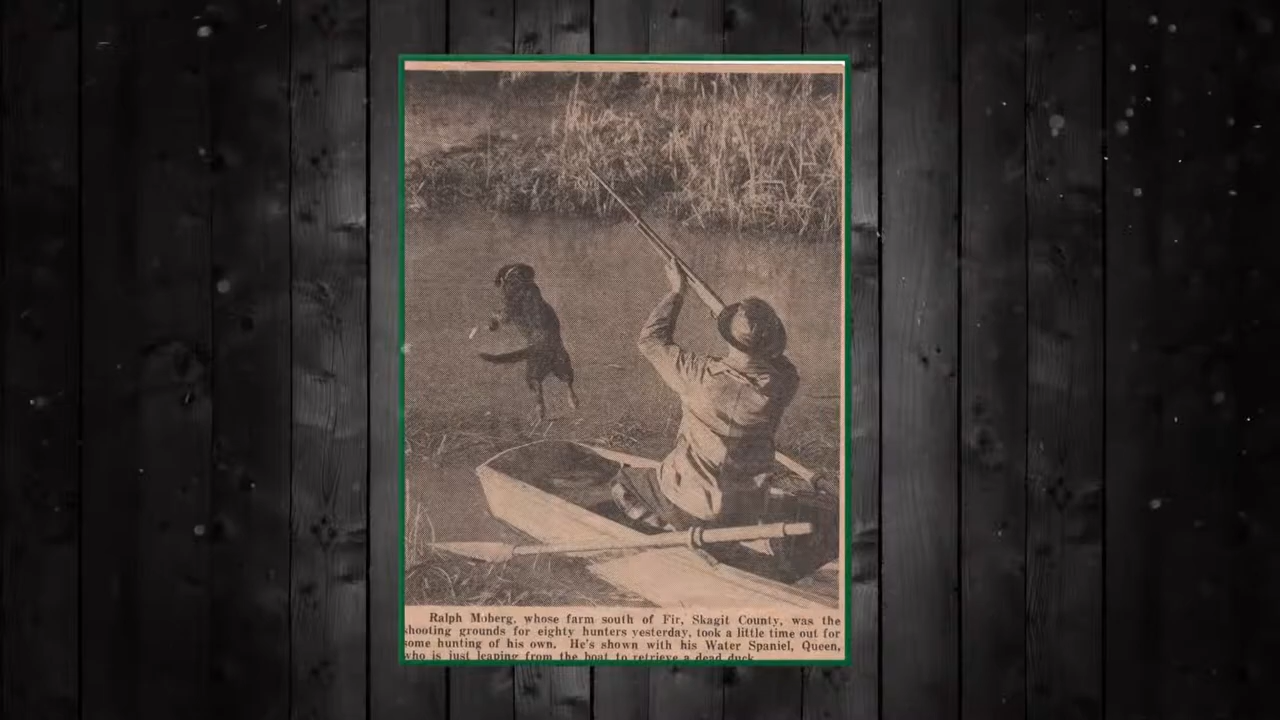 Ralph Moberg, whose farm south of Fir, Skagit County, was the
shooting grounds for eighty hunters yesterday, took a little time out for
some hunting of his own. He's shown with his Water Spaniel, Queen,
who is just leaping from the boat to retrieve a dead duck